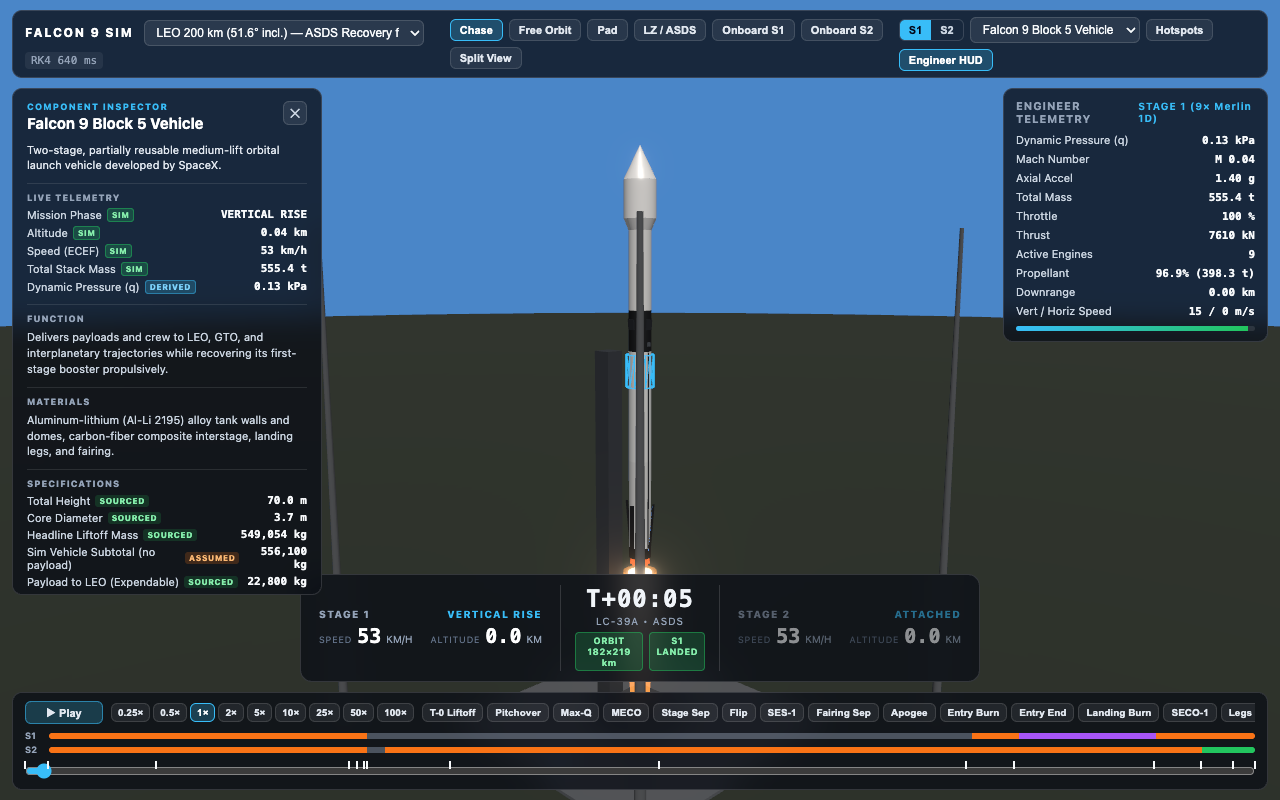 FALCON 9 SIM
LEO 200 km (51.6° incl.) — ASDS Recovery f
RK4 640 ms
Chase
Free Orbit
Pad
LZ / ASDS
Onboard S1
Onboard S2
Split View
S1
S2
Falcon 9 Block 5 Vehicle
Hotspots
Engineer HUD
COMPONENT INSPECTOR
Falcon 9 Block 5 Vehicle
Two-stage, partially reusable medium-lift orbital
launch vehicle developed by SpaceX.
LIVE TELEMETRY
Mission Phase SIM VERTICAL RISE
Altitude SIM 0.04 km
Speed (ECEF) SIM 53 km/h
Total Stack Mass SIM 555.4 t
Dynamic Pressure (q) DERIVED 0.13 kPa
FUNCTION
Delivers payloads and crew to LEO, GTO, and
interplanetary trajectories while recovering its first-
stage booster propulsively.
MATERIALS
Aluminum-lithium (Al-Li 2195) alloy tank walls and
domes, carbon-fiber composite interstage, landing
legs, and fairing.
SPECIFICATIONS
Total Height SOURCED 70.0 m
Core Diameter SOURCED 3.7 m
Headline Liftoff Mass SOURCED 549,054 kg
Sim Vehicle Subtotal (no
payload) ASSUMED 556,100
kg
Payload to LEO (Expendable) SOURCED 22,800 kg
ENGINEER
TELEMETRY
STAGE 1 (9× Merlin
1D)
Dynamic Pressure (q) 0.13 kPa
Mach Number M 0.04
Axial Accel 1.40 g
Total Mass 555.4 t
Throttle 100 %
Thrust 7610 kN
Active Engines 9
Propellant 96.9% (398.3 t)
Downrange 0.00 km
Vert / Horiz Speed 15 / 0 m/s
STAGE 1 VERTICAL RISE
SPEED 53 KM/H ALTITUDE 0.0 KM
T+00:05
LC-39A • ASDS
ORBIT
182×219
km
S1
LANDED
STAGE 2 ATTACHED
SPEED 53 KM/H ALTITUDE 0.0 KM
▶ Play
0.25×
0.5×
1×
2×
5×
10×
25×
50×
100×
T-0 Liftoff
Pitchover
Max-Q
MECO
Stage Sep
Flip
SES-1
Fairing Sep
Apogee
Entry Burn
Entry End
Landing Burn
SECO-1
Legs
S1
S2